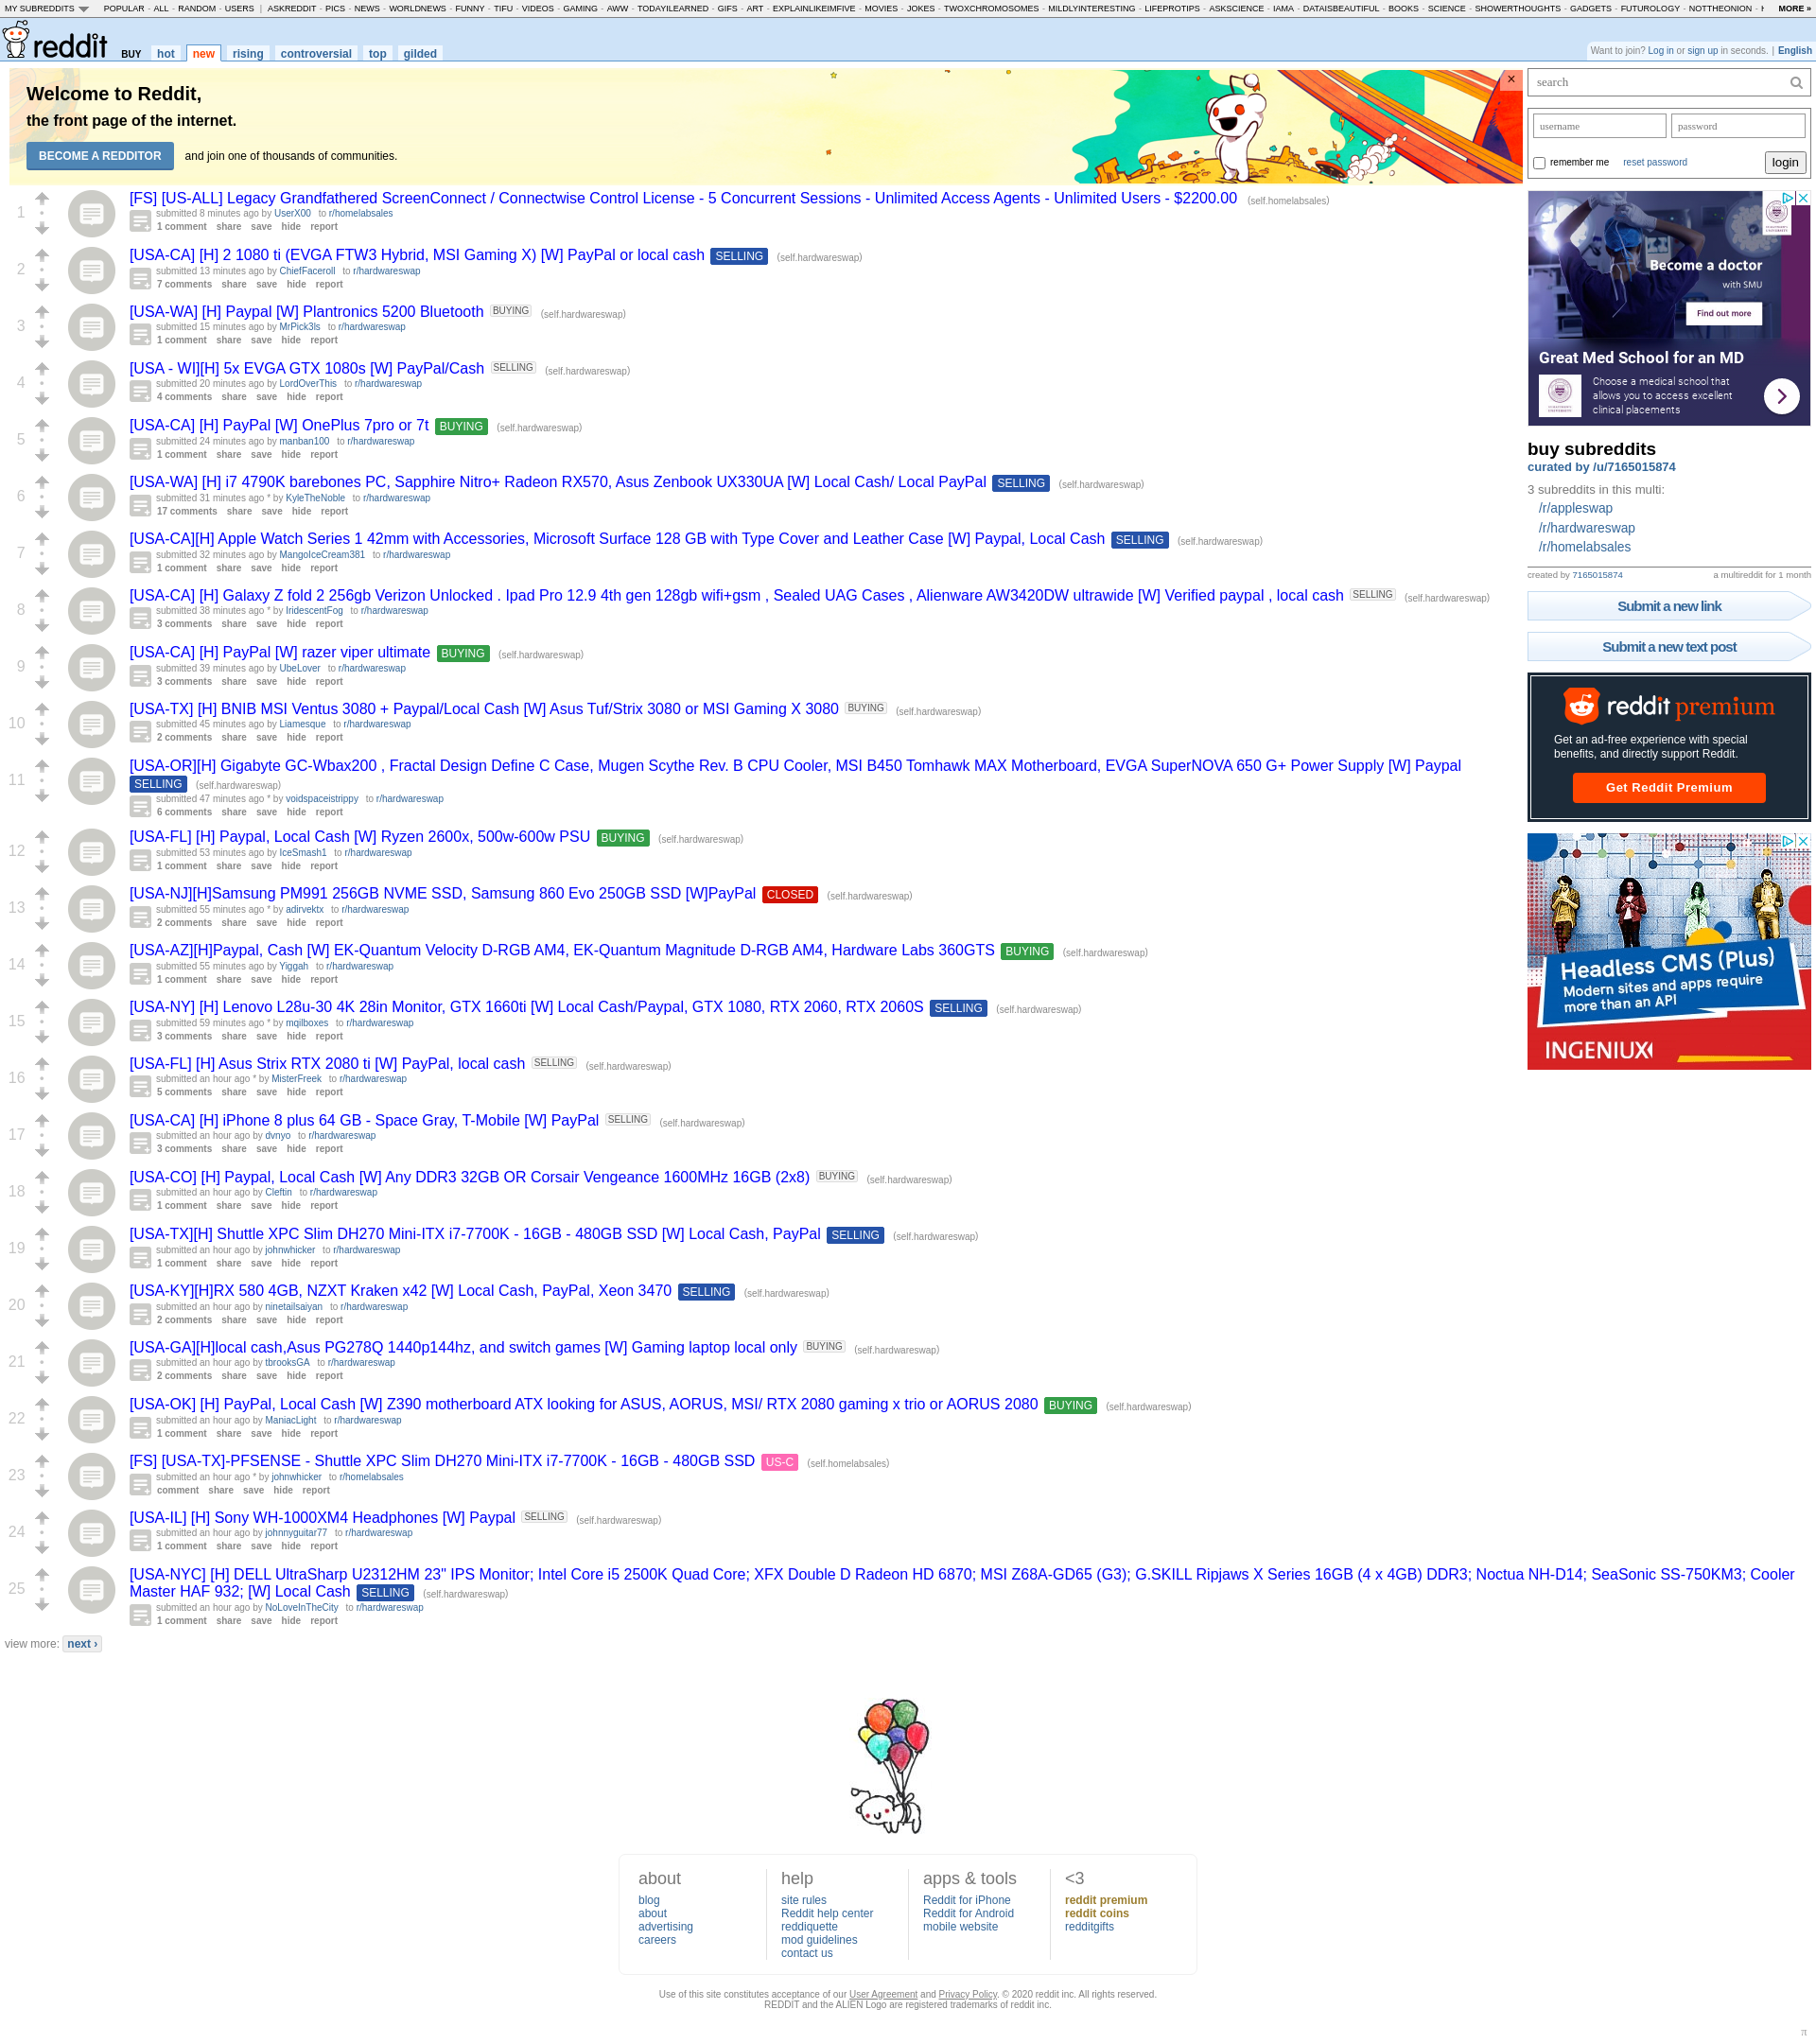 MY SUBREDDITS POPULAR - ALL - RANDOM - USERS | ASKREDDIT - PICS - NEWS - WORLDNEWS - FUNNY - TIFU - VIDEOS - GAMING - AWW - TODAYILEARNED - GIFS - ART - EXPLAINLIKEIMFIVE - MOVIES - JOKES - TWOXCHROMOSOMES - MILDLYINTERESTING - LIFEPROTIPS - ASKSCIENCE - IAMA - DATAISBEAUTIFUL - BOOKS - SCIENCE - SHOWERTHOUGHTS - GADGETS - FUTUROLOGY - NOTTHEONION - MORE »
reddit BUY hot new rising controversial top gilded
Want to join? Log in or sign up in seconds. | English
Welcome to Reddit,
the front page of the internet.
BECOME A REDDITOR and join one of thousands of communities.
1
[FS] [US-ALL] Legacy Grandfathered ScreenConnect / Connectwise Control License - 5 Concurrent Sessions - Unlimited Access Agents - Unlimited Users - $2200.00 (self.homelabsales)
submitted 8 minutes ago by UserX00 to r/homelabsales
1 comment share save hide report
2
[USA-CA] [H] 2 1080 ti (EVGA FTW3 Hybrid, MSI Gaming X) [W] PayPal or local cash SELLING (self.hardwareswap)
submitted 13 minutes ago by ChiefFaceroll to r/hardwareswap
7 comments share save hide report
3
[USA-WA] [H] Paypal [W] Plantronics 5200 Bluetooth BUYING (self.hardwareswap)
submitted 15 minutes ago by MrPick3ls to r/hardwareswap
1 comment share save hide report
4
[USA - WI][H] 5x EVGA GTX 1080s [W] PayPal/Cash SELLING (self.hardwareswap)
submitted 20 minutes ago by LordOverThis to r/hardwareswap
4 comments share save hide report
5
[USA-CA] [H] PayPal [W] OnePlus 7pro or 7t BUYING (self.hardwareswap)
submitted 24 minutes ago by manban100 to r/hardwareswap
1 comment share save hide report
6
[USA-WA] [H] i7 4790K barebones PC, Sapphire Nitro+ Radeon RX570, Asus Zenbook UX330UA [W] Local Cash/ Local PayPal SELLING (self.hardwareswap)
submitted 31 minutes ago * by KyleTheNoble to r/hardwareswap
17 comments share save hide report
7
[USA-CA][H] Apple Watch Series 1 42mm with Accessories, Microsoft Surface 128 GB with Type Cover and Leather Case [W] Paypal, Local Cash SELLING (self.hardwareswap)
submitted 32 minutes ago by MangoIceCream381 to r/hardwareswap
1 comment share save hide report
8
[USA-CA] [H] Galaxy Z fold 2 256gb Verizon Unlocked . Ipad Pro 12.9 4th gen 128gb wifi+gsm , Sealed UAG Cases , Alienware AW3420DW ultrawide [W] Verified paypal , local cash SELLING (self.hardwareswap)
submitted 38 minutes ago * by IridescentFog to r/hardwareswap
3 comments share save hide report
9
[USA-CA] [H] PayPal [W] razer viper ultimate BUYING (self.hardwareswap)
submitted 39 minutes ago by UbeLover to r/hardwareswap
3 comments share save hide report
10
[USA-TX] [H] BNIB MSI Ventus 3080 + Paypal/Local Cash [W] Asus Tuf/Strix 3080 or MSI Gaming X 3080 BUYING (self.hardwareswap)
submitted 45 minutes ago by Liamesque to r/hardwareswap
2 comments share save hide report
11
[USA-OR][H] Gigabyte GC-Wbax200 , Fractal Design Define C Case, Mugen Scythe Rev. B CPU Cooler, MSI B450 Tomhawk MAX Motherboard, EVGA SuperNOVA 650 G+ Power Supply [W] Paypal
SELLING (self.hardwareswap)
submitted 47 minutes ago * by voidspaceistrippy to r/hardwareswap
6 comments share save hide report
12
[USA-FL] [H] Paypal, Local Cash [W] Ryzen 2600x, 500w-600w PSU BUYING (self.hardwareswap)
submitted 53 minutes ago by IceSmash1 to r/hardwareswap
1 comment share save hide report
13
[USA-NJ][H]Samsung PM991 256GB NVME SSD, Samsung 860 Evo 250GB SSD [W]PayPal CLOSED (self.hardwareswap)
submitted 55 minutes ago * by adirvektx to r/hardwareswap
2 comments share save hide report
14
[USA-AZ][H]Paypal, Cash [W] EK-Quantum Velocity D-RGB AM4, EK-Quantum Magnitude D-RGB AM4, Hardware Labs 360GTS BUYING (self.hardwareswap)
submitted 55 minutes ago by Yiggah to r/hardwareswap
1 comment share save hide report
15
[USA-NY] [H] Lenovo L28u-30 4K 28in Monitor, GTX 1660ti [W] Local Cash/Paypal, GTX 1080, RTX 2060, RTX 2060S SELLING (self.hardwareswap)
submitted 59 minutes ago * by mqilboxes to r/hardwareswap
3 comments share save hide report
16
[USA-FL] [H] Asus Strix RTX 2080 ti [W] PayPal, local cash SELLING (self.hardwareswap)
submitted an hour ago * by MisterFreek to r/hardwareswap
5 comments share save hide report
17
[USA-CA] [H] iPhone 8 plus 64 GB - Space Gray, T-Mobile [W] PayPal SELLING (self.hardwareswap)
submitted an hour ago by dvnyo to r/hardwareswap
3 comments share save hide report
18
[USA-CO] [H] Paypal, Local Cash [W] Any DDR3 32GB OR Corsair Vengeance 1600MHz 16GB (2x8) BUYING (self.hardwareswap)
submitted an hour ago by Cleftin to r/hardwareswap
1 comment share save hide report
19
[USA-TX][H] Shuttle XPC Slim DH270 Mini-ITX i7-7700K - 16GB - 480GB SSD [W] Local Cash, PayPal SELLING (self.hardwareswap)
submitted an hour ago by johnwhicker to r/hardwareswap
1 comment share save hide report
20
[USA-KY][H]RX 580 4GB, NZXT Kraken x42 [W] Local Cash, PayPal, Xeon 3470 SELLING (self.hardwareswap)
submitted an hour ago by ninetailsaiyan to r/hardwareswap
2 comments share save hide report
21
[USA-GA][H]local cash,Asus PG278Q 1440p144hz, and switch games [W] Gaming laptop local only BUYING (self.hardwareswap)
submitted an hour ago by tbrooksGA to r/hardwareswap
2 comments share save hide report
22
[USA-OK] [H] PayPal, Local Cash [W] Z390 motherboard ATX looking for ASUS, AORUS, MSI/ RTX 2080 gaming x trio or AORUS 2080 BUYING (self.hardwareswap)
submitted an hour ago by ManiacLight to r/hardwareswap
1 comment share save hide report
23
[FS] [USA-TX]-PFSENSE - Shuttle XPC Slim DH270 Mini-ITX i7-7700K - 16GB - 480GB SSD US-C (self.homelabsales)
submitted an hour ago * by johnwhicker to r/homelabsales
comment share save hide report
24
[USA-IL] [H] Sony WH-1000XM4 Headphones [W] Paypal SELLING (self.hardwareswap)
submitted an hour ago by johnnyguitar77 to r/hardwareswap
1 comment share save hide report
25
[USA-NYC] [H] DELL UltraSharp U2312HM 23" IPS Monitor; Intel Core i5 2500K Quad Core; XFX Double D Radeon HD 6870; MSI Z68A-GD65 (G3); G.SKILL Ripjaws X Series 16GB (4 x 4GB) DDR3; Noctua NH-D14; SeaSonic SS-750KM3; Cooler
Master HAF 932; [W] Local Cash SELLING (self.hardwareswap)
submitted an hour ago by NoLoveInTheCity to r/hardwareswap
1 comment share save hide report
view more: next ›
search
username password
remember me reset password login
Become a doctor
with SMU
Find out more
Great Med School for an MD
Choose a medical school that
allows you to access excellent
clinical placements
buy subreddits
curated by /u/7165015874
3 subreddits in this multi:
/r/appleswap
/r/hardwareswap
/r/homelabsales
created by 7165015874 a multireddit for 1 month
Submit a new link
Submit a new text post
reddit premium
Get an ad-free experience with special
benefits, and directly support Reddit.
Get Reddit Premium
Headless CMS (Plus)
Modern sites and apps require
more than an API
INGENIUX
about
blog
about
advertising
careers
help
site rules
Reddit help center
reddiquette
mod guidelines
contact us
apps & tools
Reddit for iPhone
Reddit for Android
mobile website
<3
reddit premium
reddit coins
redditgifts
Use of this site constitutes acceptance of our User Agreement and Privacy Policy. © 2020 reddit inc. All rights reserved.
REDDIT and the ALIEN Logo are registered trademarks of reddit inc.
π